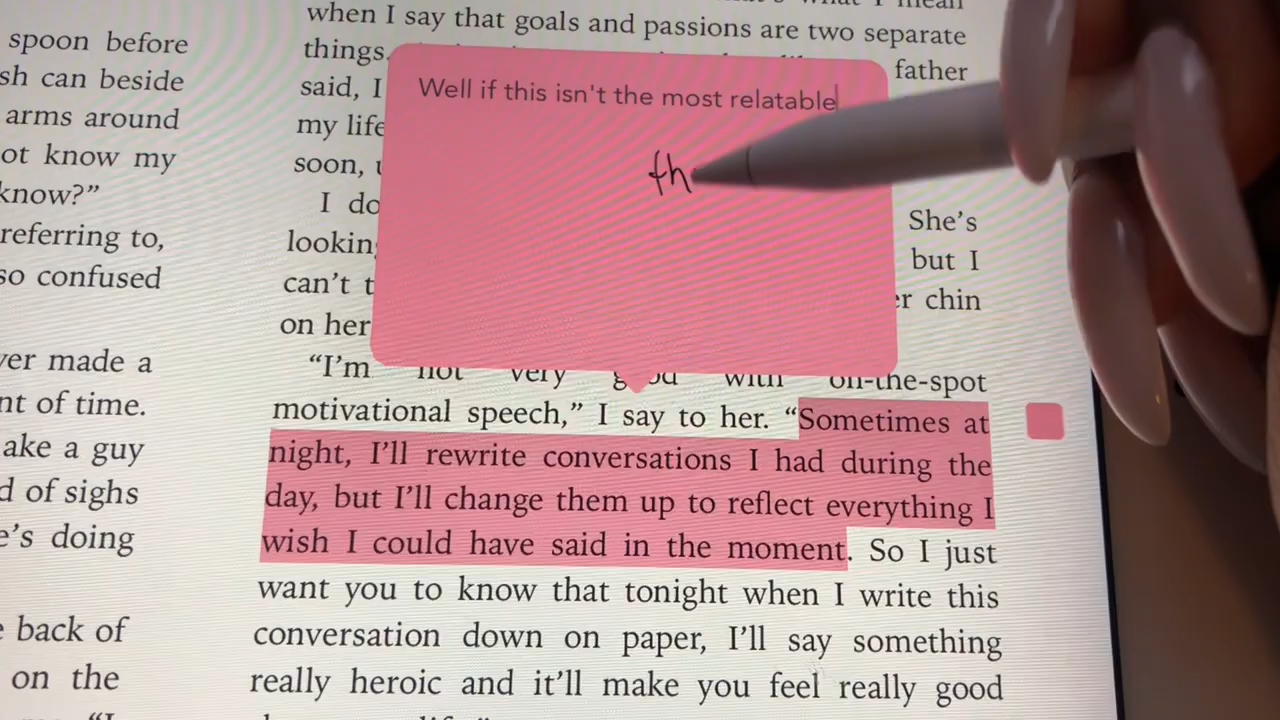 spoon before
sh can beside
arms around
ot know my
know?”
referring to,
so confused
ver made a
nt of time.
ake a guy
d of sighs
e’s doing
back of
on the
when I say that goals and passions are two separate
things.
father
said, I
my life
soon,
I do
She’s
looking
but I
can’t t
er chin
on her
Well if this isn't the most relatable
th
“I’m not very good with on-the-spot
motivational speech,” I say to her. “Sometimes at
night, I’ll rewrite conversations I had during the
day, but I’ll change them up to reflect everything I
wish I could have said in the moment. So I just
want you to know that tonight when I write this
conversation down on paper, I’ll say something
really heroic and it’ll make you feel really good